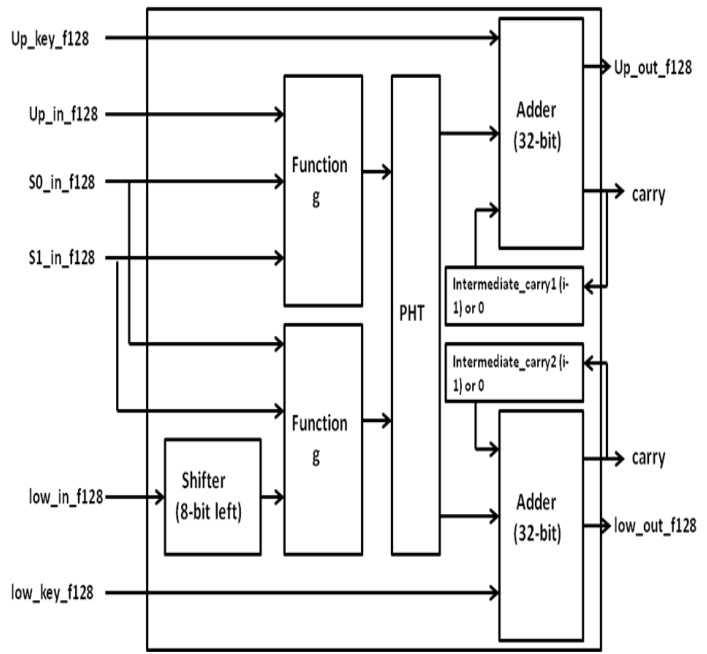 Up_key_f128
Up_in_f128
S0_in_f128
S1_in_f128
low_in_f128
low_key_f128
Function
g
Function
g
Shifter
(8-bit left)
PHT
Adder
(32-bit)
Intermediate_carry1 (i-
1) or 0
Intermediate_carry2 (i-
1) or 0
Adder
(32-bit)
Up_out_f128
carry
carry
low_out_f128